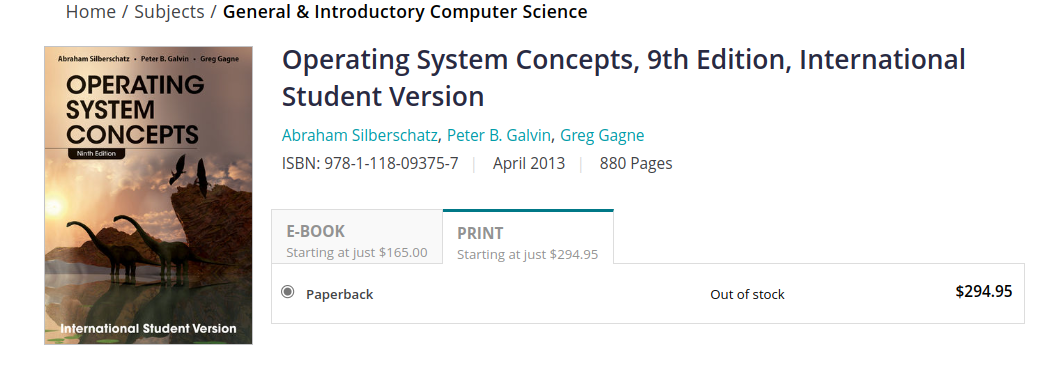 Home / Subjects / General & Introductory Computer Science
Abraham Silberschatz • Peter B. Galvin • Greg Gagne
OPERATING
SYSTEM
CONCEPTS
Ninth Edition
International Student Version
Operating System Concepts, 9th Edition, International
Student Version
Abraham Silberschatz, Peter B. Galvin, Greg Gagne
ISBN: 978-1-118-09375-7 | April 2013 | 880 Pages
E-BOOK
Starting at just $165.00
PRINT
Starting at just $294.95
Paperback Out of stock $294.95